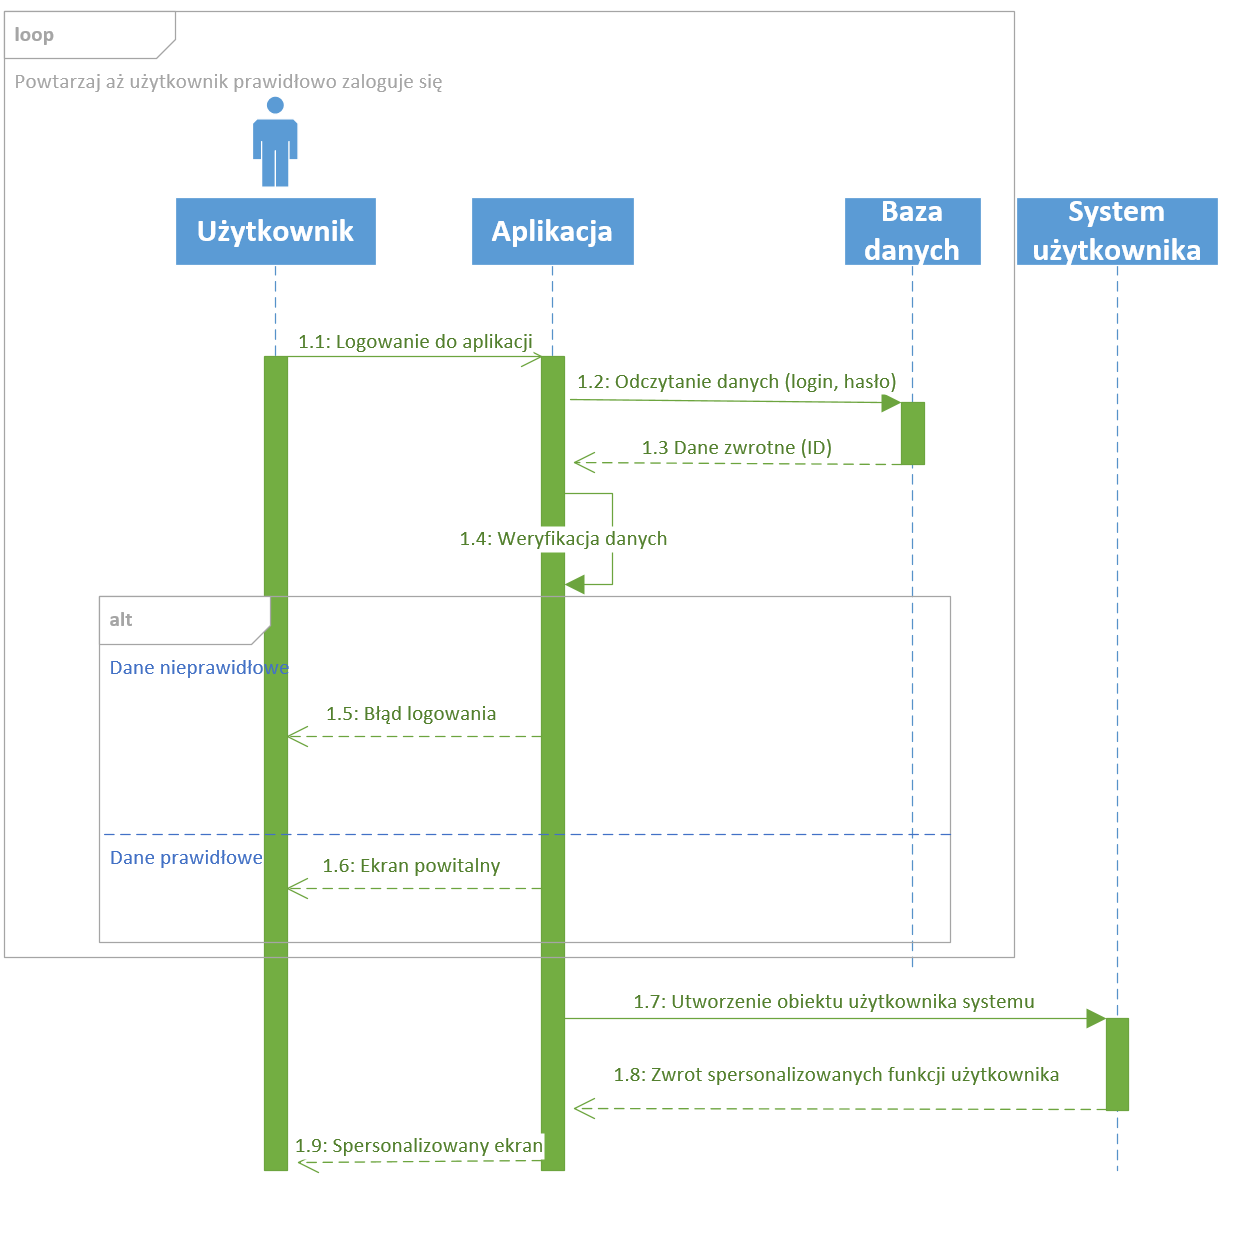 loop
Powtarzaj aż użytkownik prawidłowo zaloguje się
Użytkownik
Aplikacja
Baza
danych
System
użytkownika
1.1: Logowanie do aplikacji
1.2: Odczytanie danych (login, hasło)
1.3 Dane zwrotne (ID)
1.4: Weryfikacja danych
alt
Dane nieprawidłowe
1.5: Błąd logowania
Dane prawidłowe
1.6: Ekran powitalny
1.7: Utworzenie obiektu użytkownika systemu
1.8: Zwrot spersonalizowanych funkcji użytkownika
1.9: Spersonalizowany ekran